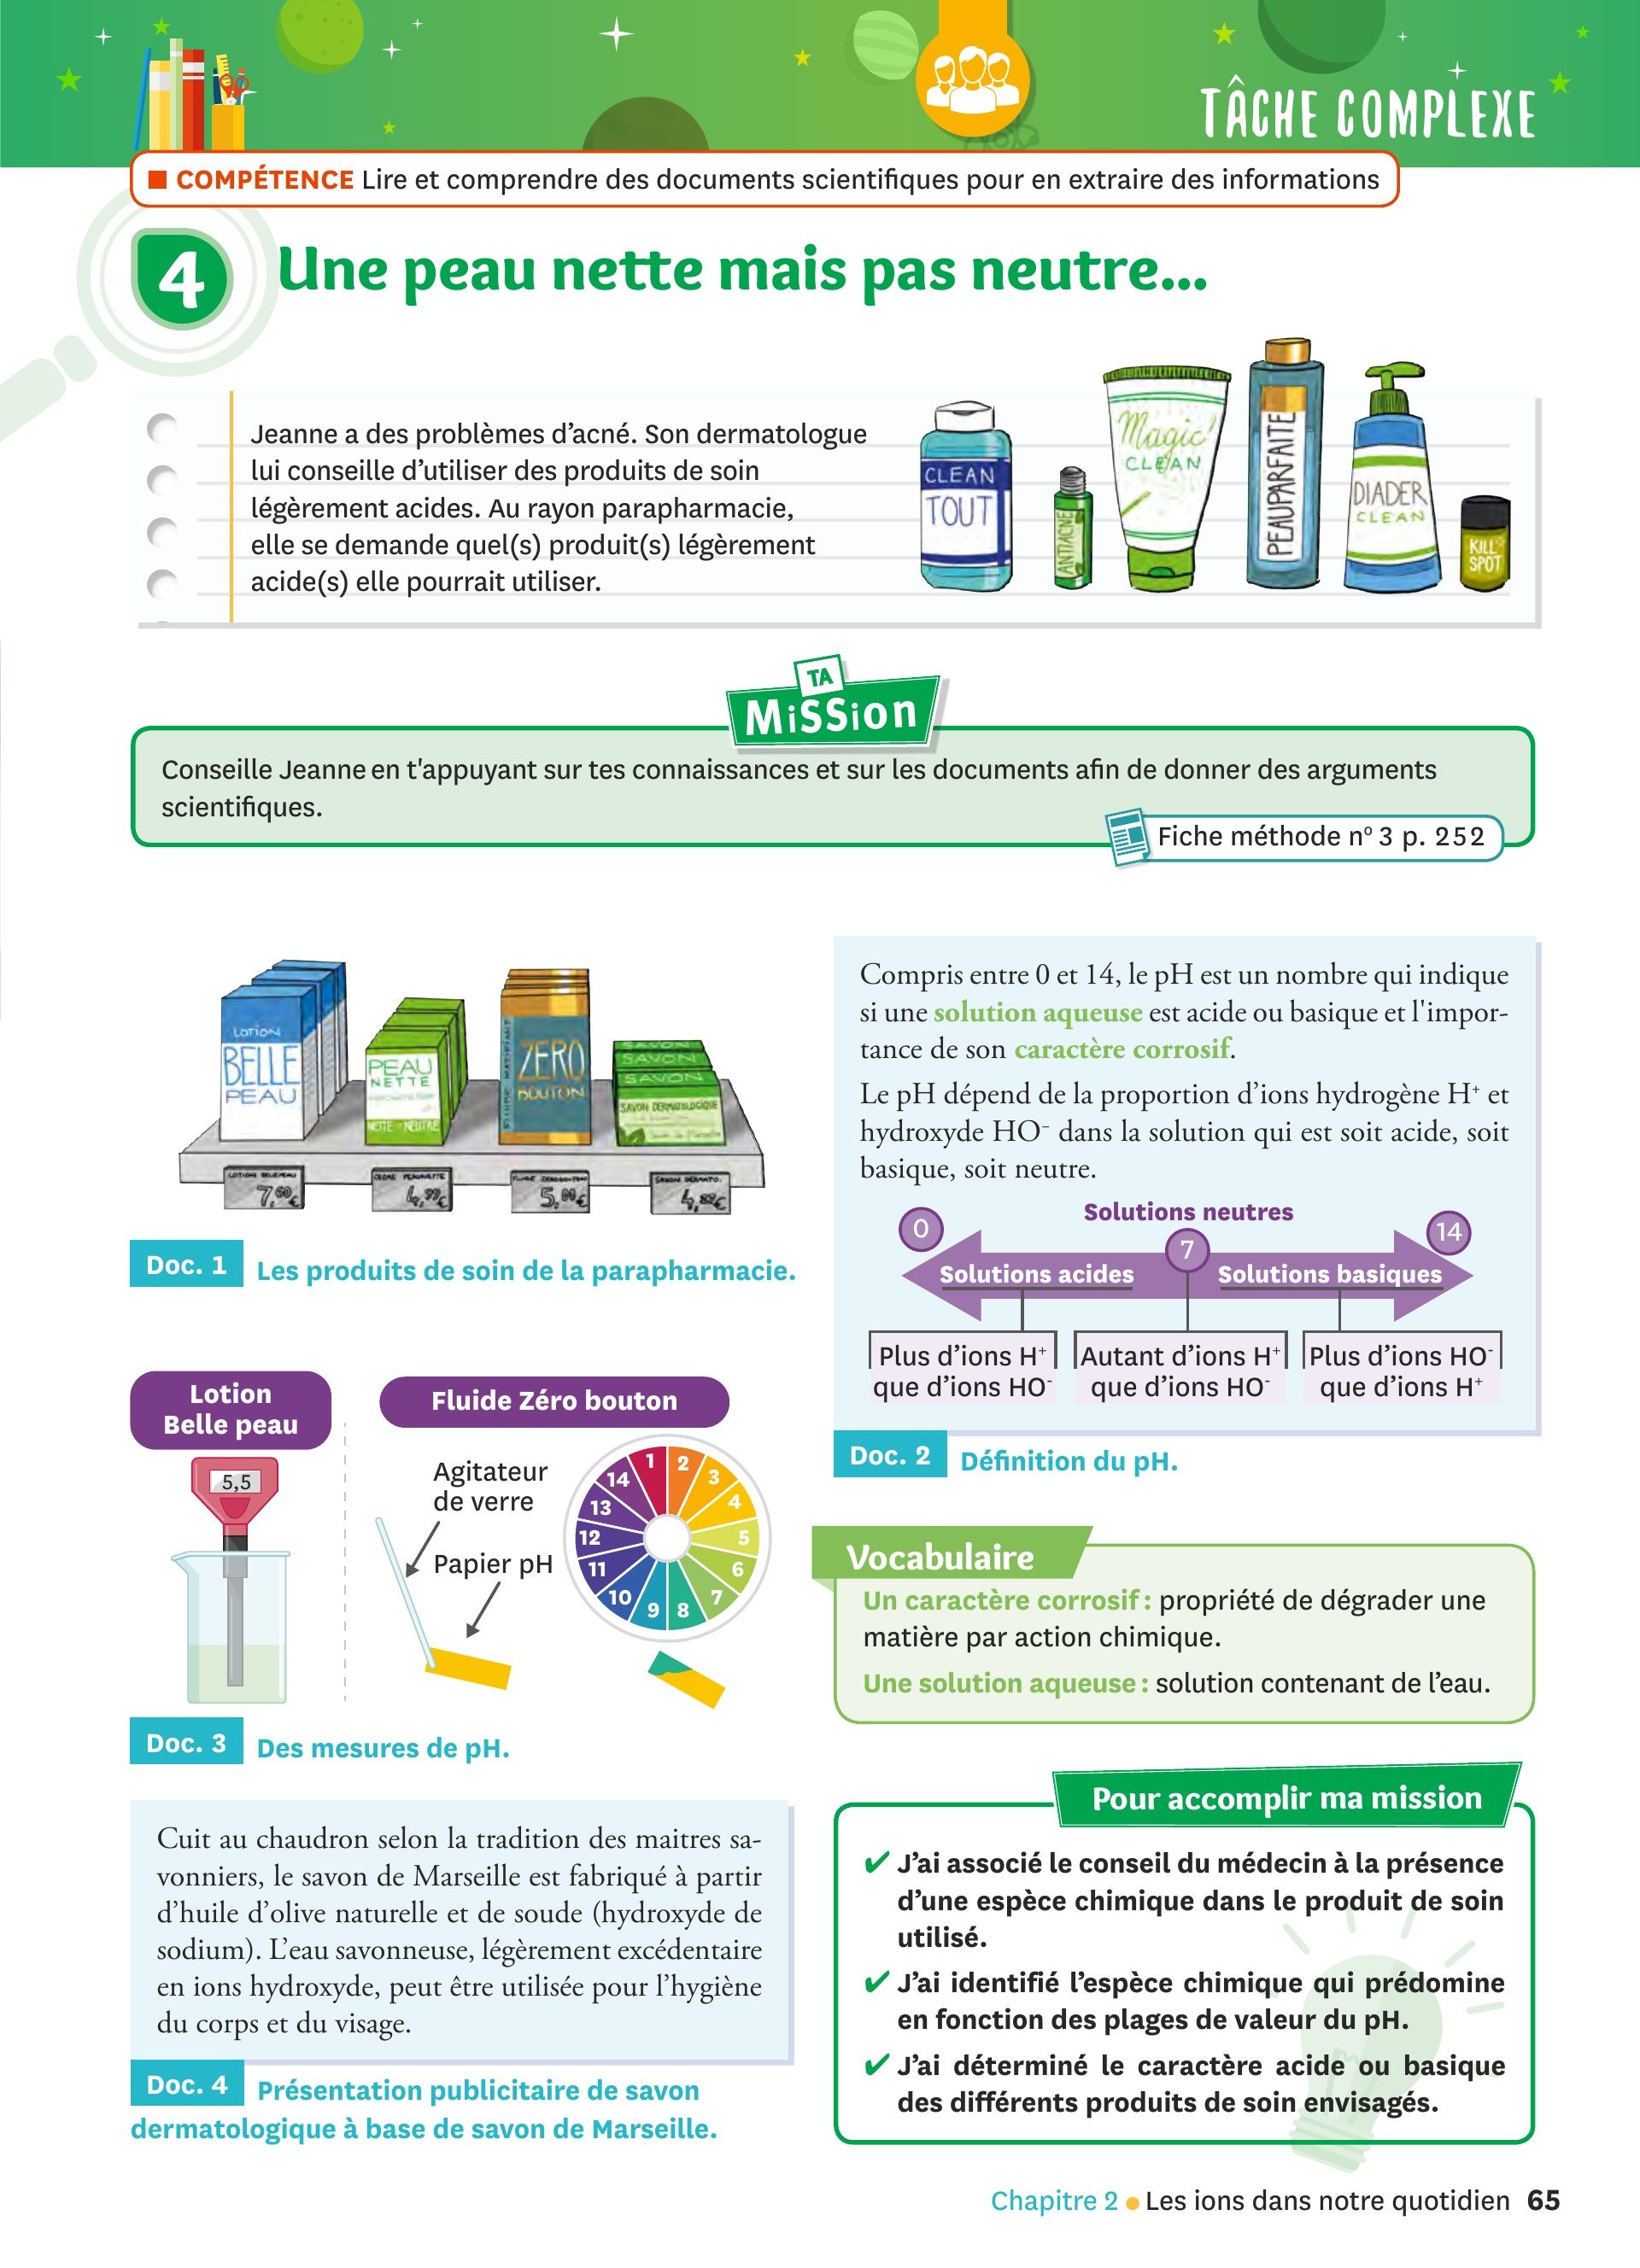 TÂCHE COMPLEXE
COMPÉTENCE Lire et comprendre des documents scientifiques pour en extraire des informations
4
Une peau nette mais pas neutre...
Jeanne a des problèmes d'acné. Son dermatologue
lui conseille d'utiliser des produits de soin
légèrement acides. Au rayon parapharmacie,
elle se demande quel(s) produit(s) légèrement
acide(s) elle pourrait utiliser.
CLEAN
TOUT
ANTIACNÉ
Magic
CLEAN
PEAUPARFAITE
DIADER
CLEAN
KILL
SPOT
TA
MiSSion
Conseille Jeanne en t'appuyant sur tes connaissances et sur les documents afin de donner des arguments
scientifiques.
Fiche méthode nº 3 p. 252
LOTION
BELLE
PEAU
PEAU
NETTE
NETTE - NEUTRE
ZERO
BOUTON
SAVON
SAVON
SAVON
SAVON DERMATOLOGIQUE
LOTION BELLEPEAU
7,60€
4,99€
5,00€
SAVON DERMATO.
4,82€
Doc. 1 Les produits de soin de la parapharmacie.
Compris entre 0 et 14, le pH est un nombre qui indique
si une solution aqueuse est acide ou basique et l'impor-
tance de son caractère corrosif.
Le pH dépend de la proportion d'ions hydrogène H⁺ et
hydroxyde HO⁻ dans la solution qui est soit acide, soit
basique, soit neutre.
Solutions neutres
0
7
14
Solutions acides
Solutions basiques
Plus d'ions H⁺
que d'ions HO⁻
Autant d'ions H⁺
que d'ions HO⁻
Plus d'ions HO⁻
que d'ions H⁺
Doc. 2 Définition du pH.
Lotion
Belle peau
5,5
Fluide Zéro bouton
Agitateur
de verre
Papier pH
1
2
3
4
5
6
7
8
9
10
11
12
13
14
Doc. 3 Des mesures de pH.
Vocabulaire
Un caractère corrosif : propriété de dégrader une
matière par action chimique.
Une solution aqueuse : solution contenant de l'eau.
Cuit au chaudron selon la tradition des maitres sa-
vonniers, le savon de Marseille est fabriqué à partir
d'huile d'olive naturelle et de soude (hydroxyde de
sodium). L'eau savonneuse, légèrement excédentaire
en ions hydroxyde, peut être utilisée pour l'hygiène
du corps et du visage.
Doc. 4 Présentation publicitaire de savon
dermatologique à base de savon de Marseille.
Pour accomplir ma mission
✔ J'ai associé le conseil du médecin à la présence
d'une espèce chimique dans le produit de soin
utilisé.
✔ J'ai identifié l'espèce chimique qui prédomine
en fonction des plages de valeur du pH.
✔ J'ai déterminé le caractère acide ou basique
des différents produits de soin envisagés.
Chapitre 2 • Les ions dans notre quotidien 65